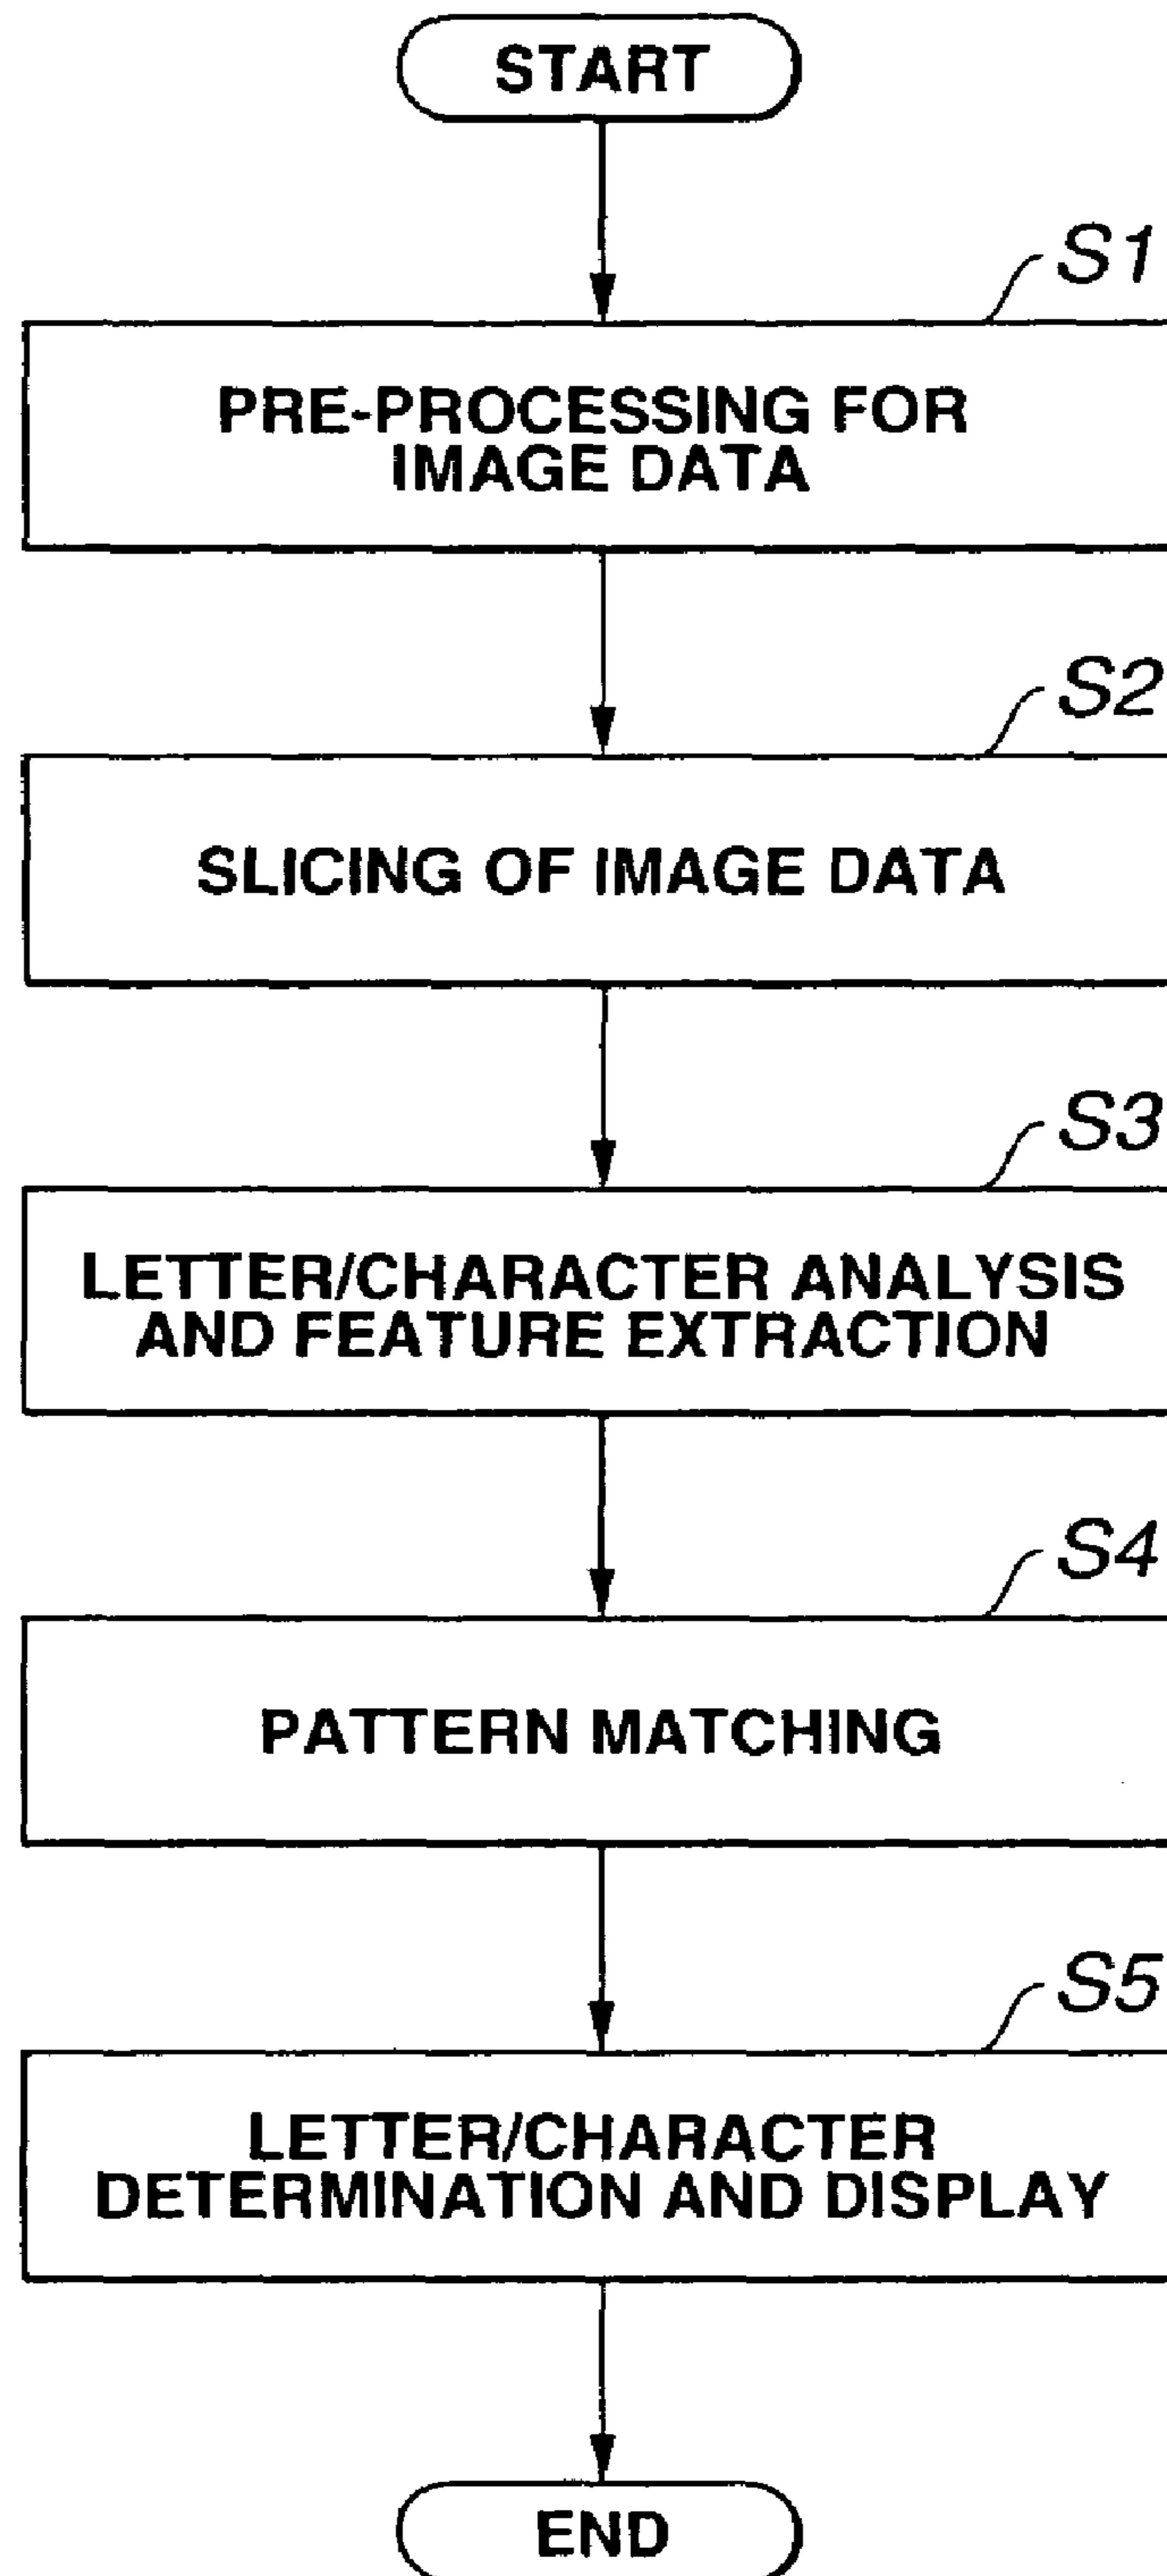 START
S1
PRE-PROCESSING FOR
IMAGE DATA
S2
SLICING OF IMAGE DATA
S3
LETTER/CHARACTER ANALYSIS
AND FEATURE EXTRACTION
S4
PATTERN MATCHING
S5
LETTER/CHARACTER
DETERMINATION AND DISPLAY
END